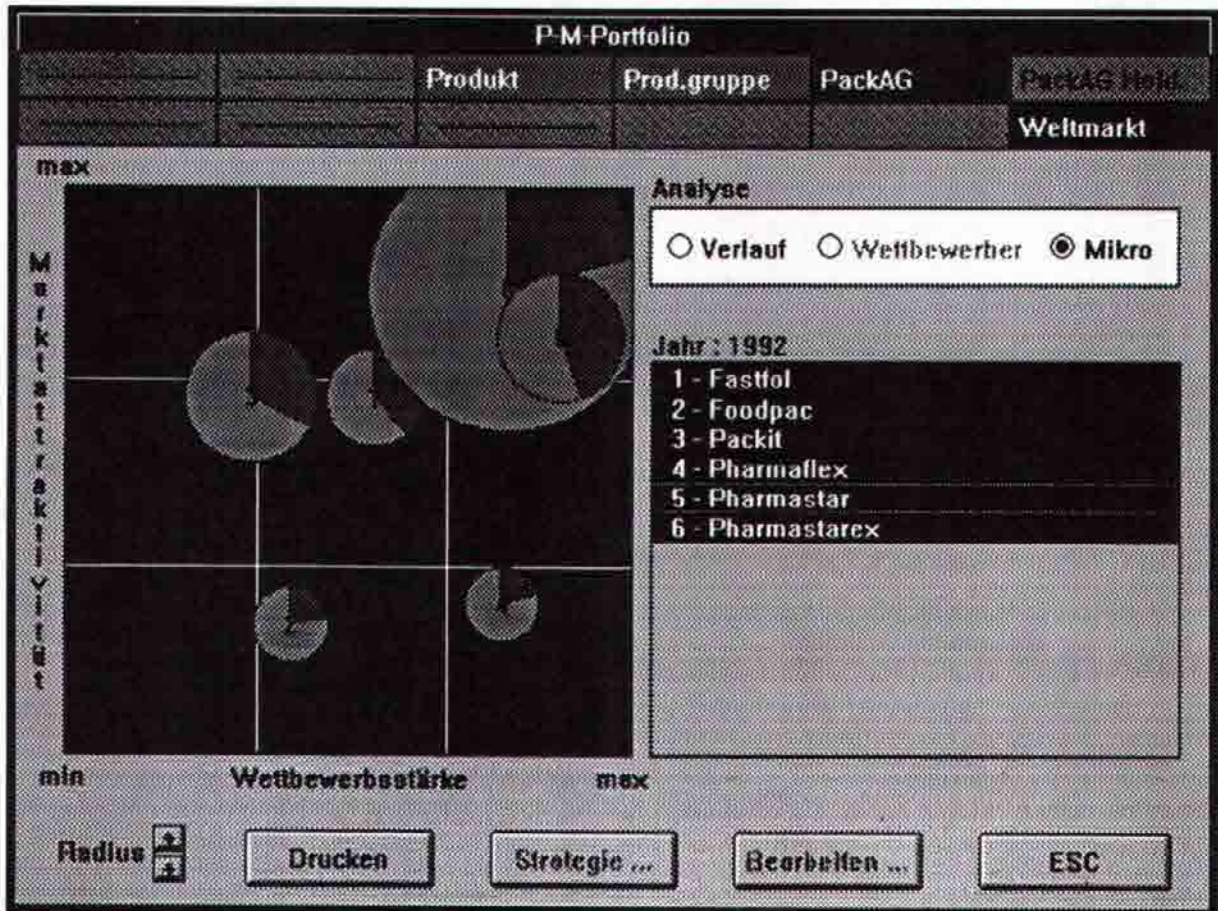 P-M-Portfolio
Produkt Prod.gruppe PackAG PackAG Hold.
Weltmarkt
max
Analyse
Verlauf Wettbewerber Mikro
Marktattraktivität
Jahr : 1992
1 - Fastfol
2 - Foodpac
3 - Packit
4 - Pharmaflex
5 - Pharmastar
6 - Pharmastarex
min Wettbewerbsstärke max
Radius Drucken Strategie ... Bearbeiten ... ESC